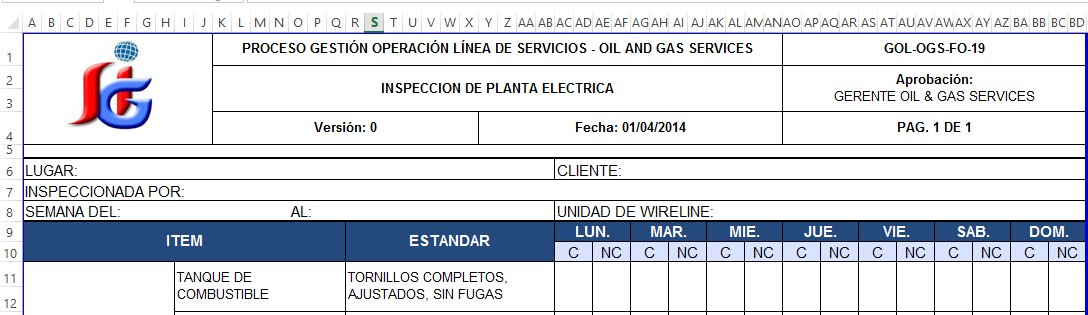 A B C D E F G H I J K L M N O P Q R S T U V W X Y Z AA AB AC AD AE AF AG AH AI AJ AK AL AM AN AO AP AQ AR AS AT AU AV AW AX AY AZ BA BB BC BD
1 PROCESO GESTIÓN OPERACIÓN LÍNEA DE SERVICIOS - OIL AND GAS SERVICES GOL-OGS-FO-19
2 Aprobación:
INSPECCION DE PLANTA ELECTRICA
3 GERENTE OIL & GAS SERVICES
SIG
4 Versión: 0 Fecha: 01/04/2014 PAG. 1 DE 1
5
6 LUGAR: CLIENTE:
7 INSPECCIONADA POR:
8 SEMANA DEL: AL: UNIDAD DE WIRELINE:
9 ITEM ESTANDAR LUN. MAR. MIE. JUE. VIE. SAB. DOM.
10 C NC C NC C NC C NC C NC C NC C NC
11 TANQUE DE TORNILLOS COMPLETOS,
12 COMBUSTIBLE AJUSTADOS, SIN FUGAS